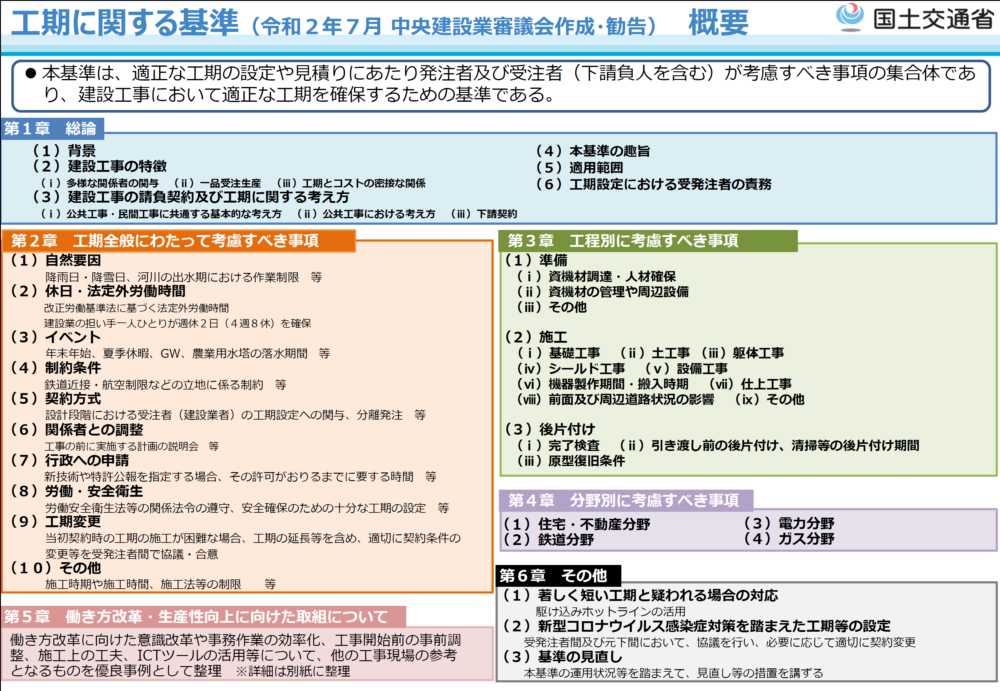 工期に関する基準（令和２年７月 中央建設業審議会作成･勧告）　概要
国土交通省
● 本基準は、適正な工期の設定や見積りにあたり発注者及び受注者（下請負人を含む）が考慮すべき事項の集合体であ
り、建設工事において適正な工期を確保するための基準である。
第１章　総論
（１）背景
（２）建設工事の特徴
（ⅰ）多様な関係者の関与　（ⅱ）一品受注生産　（ⅲ）工期とコストの密接な関係
（３）建設工事の請負契約及び工期に関する考え方
（ⅰ）公共工事・民間工事に共通する基本的な考え方　（ⅱ）公共工事における考え方　（ⅲ）下請契約
（４）本基準の趣旨
（５）適用範囲
（６）工期設定における受発注者の責務
第２章　工期全般にわたって考慮すべき事項
（１）自然要因
降雨日・降雪日、河川の出水期における作業制限　等
（２）休日・法定外労働時間
改正労働基準法に基づく法定外労働時間
建設業の担い手一人ひとりが週休２日（４週８休）を確保
（３）イベント
年末年始、夏季休暇、GW、農業用水塔の落水期間　等
（４）制約条件
鉄道近接・航空制限などの立地に係る制約　等
（５）契約方式
設計段階における受注者（建設業者）の工期設定への関与、分離発注　等
（６）関係者との調整
工事の前に実施する計画の説明会　等
（７）行政への申請
新技術や特許公報を指定する場合、その許可がおりるまでに要する時間　等
（８）労働・安全衛生
労働安全衛生法等の関係法令の遵守、安全確保のための十分な工期の設定　等
（９）工期変更
当初契約時の工期の施工が困難な場合、工期の延長等を含め、適切に契約条件の
変更等を受発注者間で協議・合意
（１０）その他
施工時期や施工時間、施工法等の制限　　等
第３章　工程別に考慮すべき事項
（１）準備
（ⅰ）資機材調達・人材確保
（ⅱ）資機材の管理や周辺設備
（ⅲ）その他
（２）施工
（ⅰ）基礎工事　（ⅱ）土工事　（ⅲ）躯体工事
（ⅳ）シールド工事　（ⅴ）設備工事
（ⅵ）機器製作期間・搬入時期　（ⅶ）仕上工事
（ⅷ）前面及び周辺道路状況の影響　（ⅸ）その他
（３）後片付け
（ⅰ）完了検査　（ⅱ）引き渡し前の後片付け、清掃等の後片付け期間
（ⅲ）原型復旧条件
第４章　分野別に考慮すべき事項
（１）住宅・不動産分野
（２）鉄道分野
（３）電力分野
（４）ガス分野
第５章　働き方改革・生産性向上に向けた取組について
働き方改革に向けた意識改革や事務作業の効率化、工事開始前の事前調
整、施工上の工夫、ICTツールの活用等について、他の工事現場の参考
となるものを優良事例として整理　※詳細は別紙に整理
第６章　その他
（１）著しく短い工期と疑われる場合の対応
駆け込みホットラインの活用
（２）新型コロナウイルス感染症対策を踏まえた工期等の設定
受発注者間及び元下間において、協議を行い、必要に応じて適切に契約変更
（３）基準の見直し
本基準の運用状況等を踏まえて、見直し等の措置を講ずる